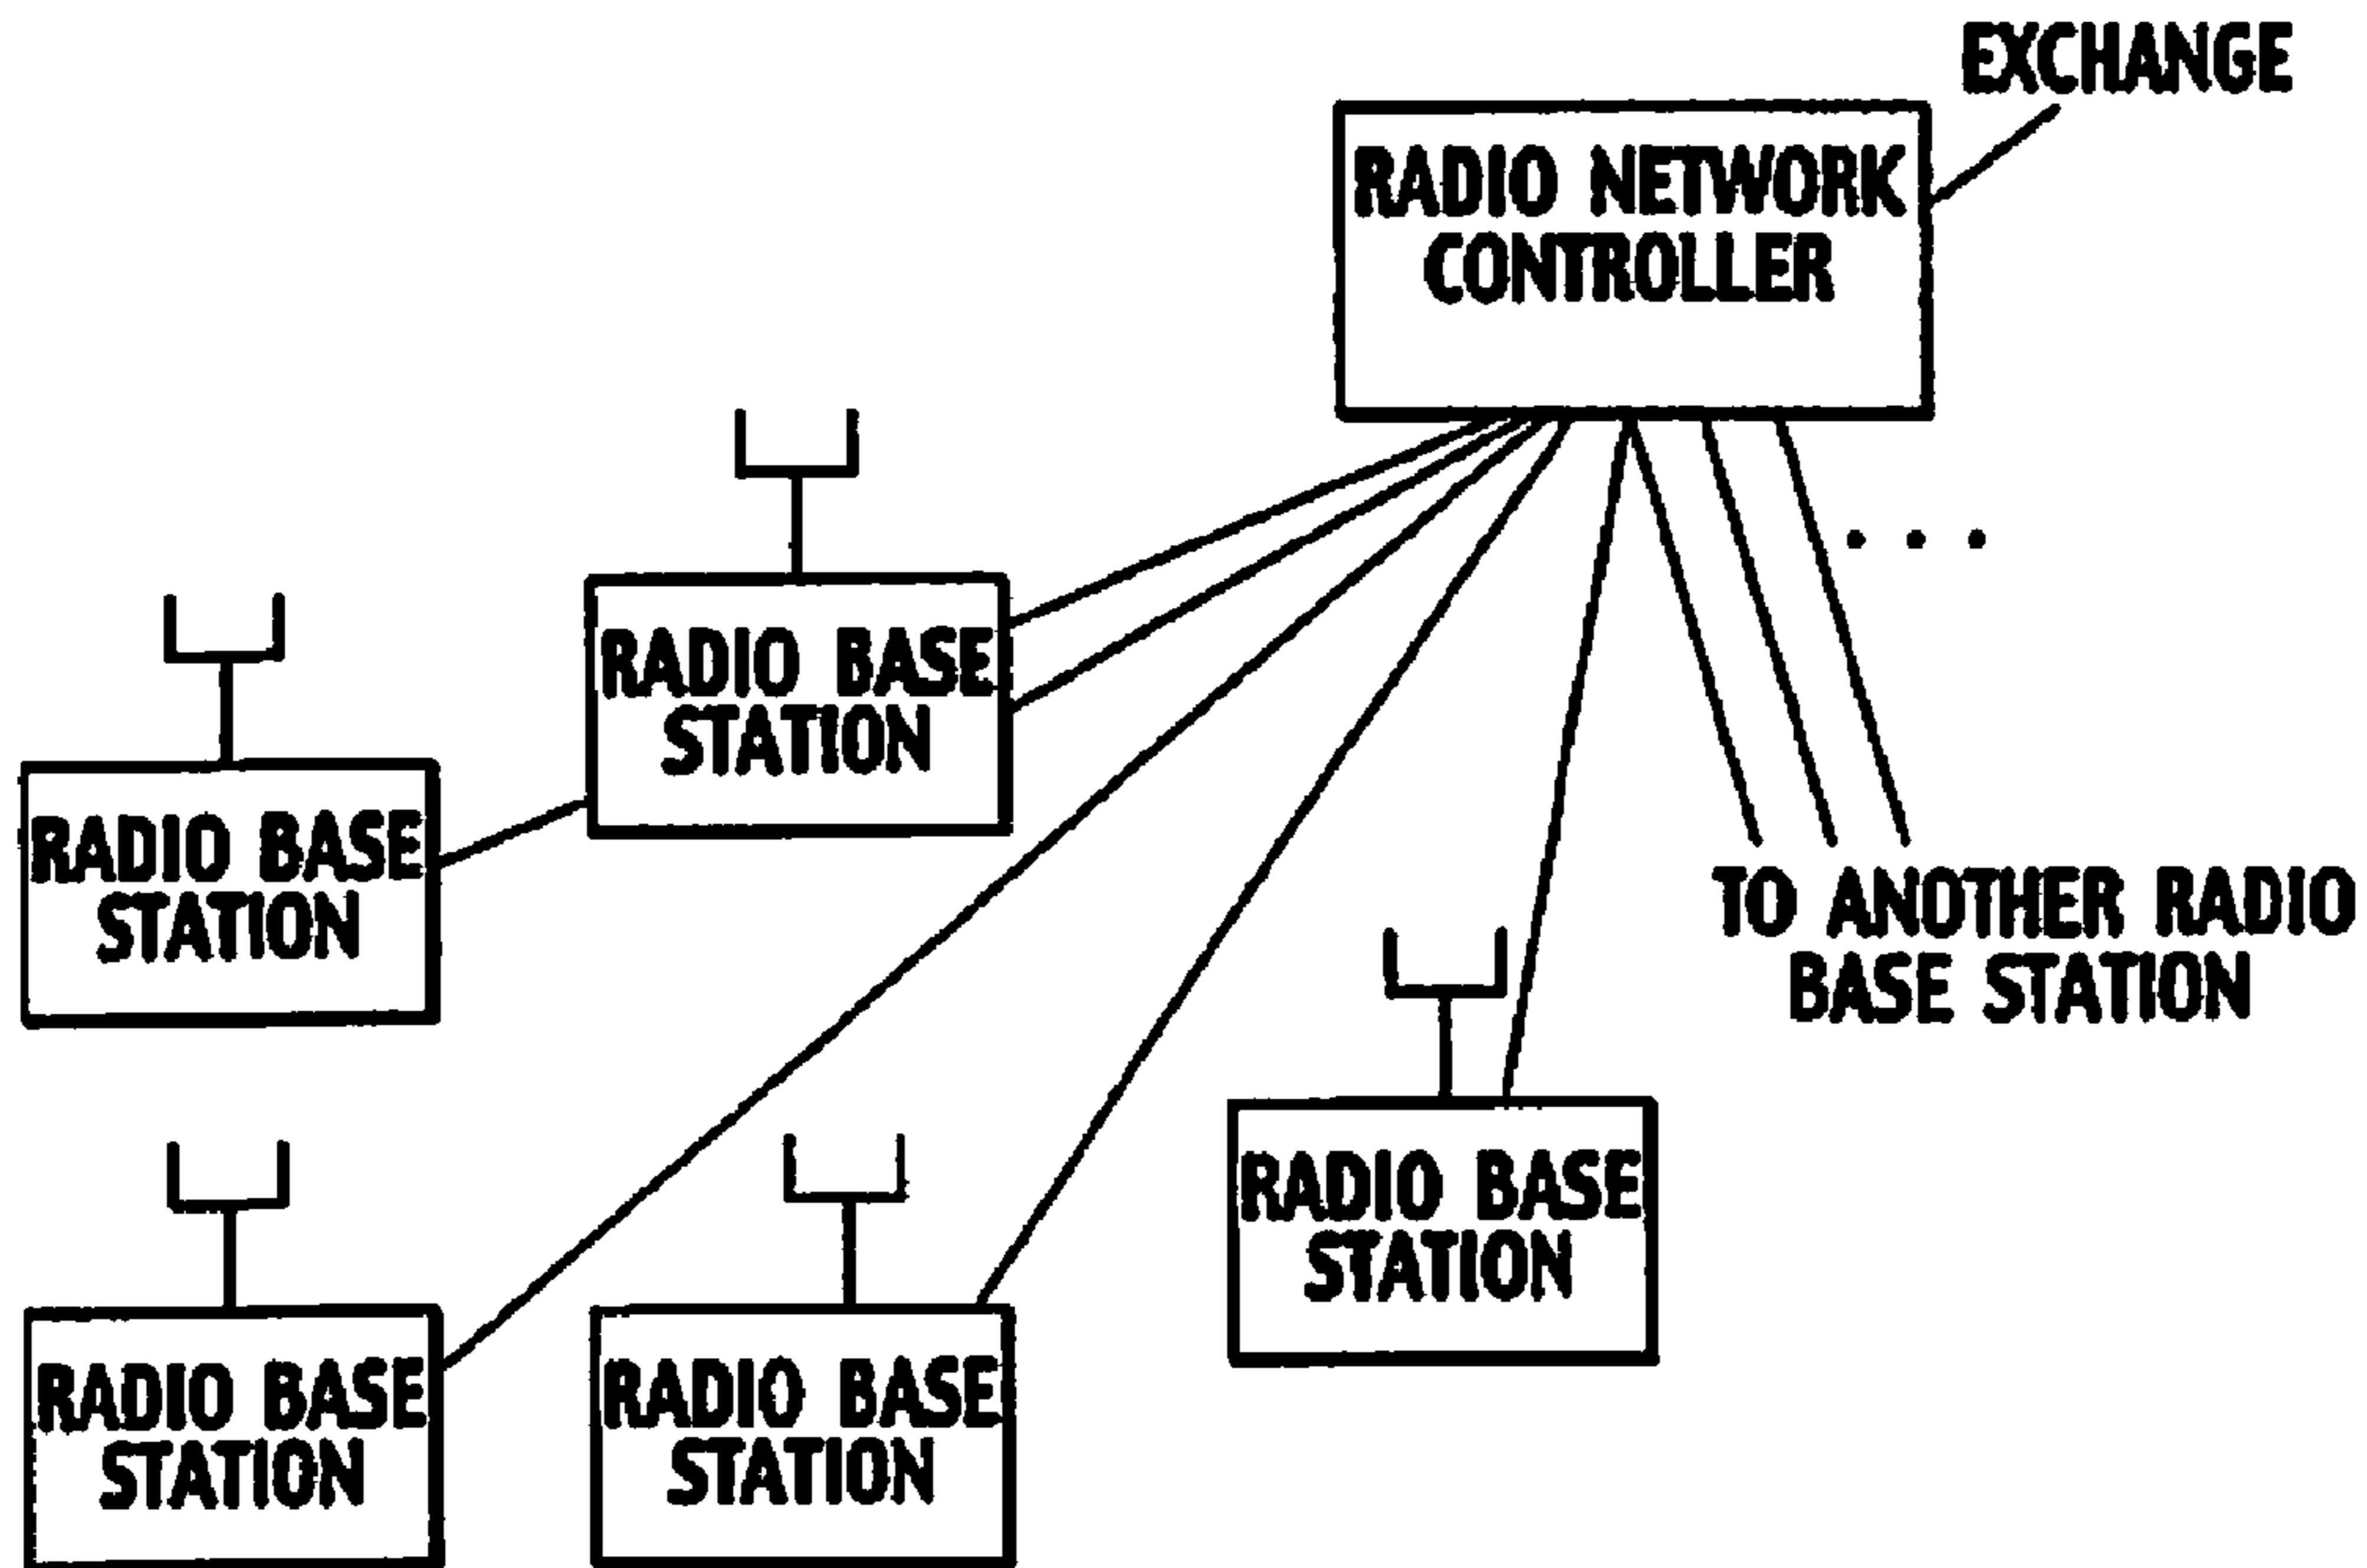 EXCHANGE
RADIO NETWORK
CONTROLLER
RADIO BASE
STATION
RADIO BASE
STATION
TO ANOTHER RADIO
BASE STATION
RADIO BASE
STATION
RADIO BASE
STATION
RADIO BASE
STATION